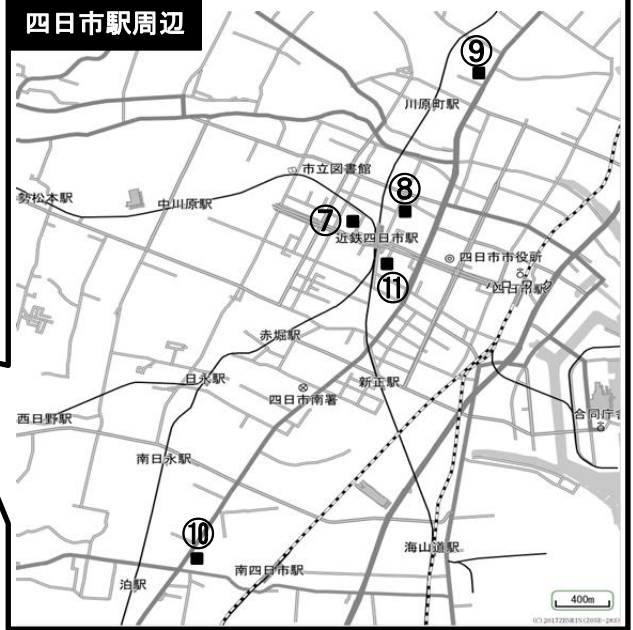 四日市駅周辺
⑨
川原町駅
市立図書館
勢松本駅
中川原駅
⑧
⑦
近鉄四日市駅
四日市市役所
⑪
四日市駅
赤堀駅
日永駅
新正駅
四日市南署
合同庁舎
西日野駅
南日永駅
⑩
海山道駅
南四日市駅
泊駅
400m